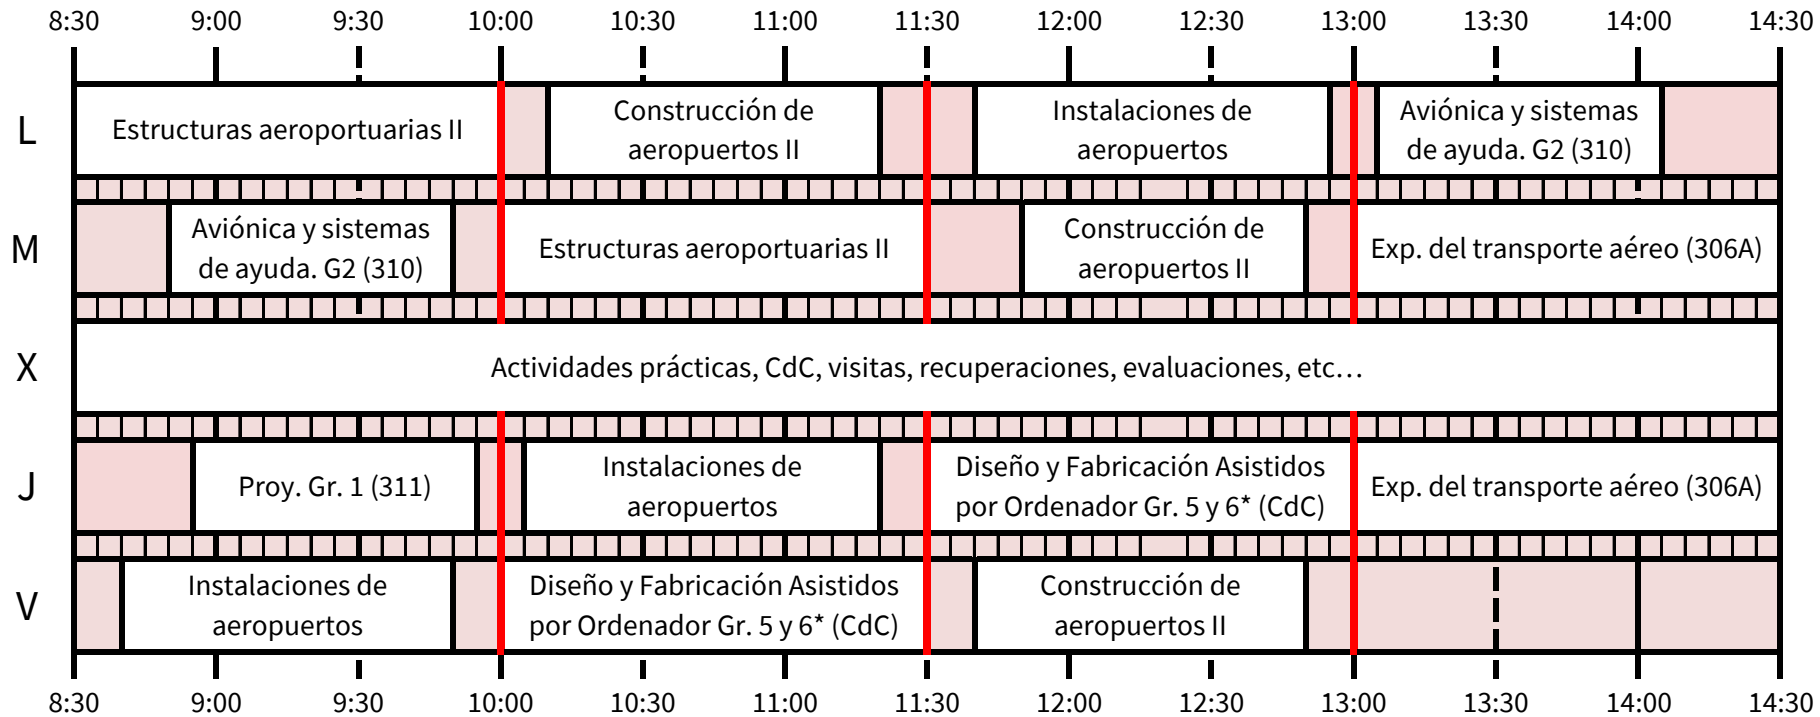 8:30 9:00 9:30 10:00 10:30 11:00 11:30 12:00 12:30 13:00 13:30 14:00 14:30
L
Estructuras aeroportuarias II
Construcción de
aeropuertos II
Instalaciones de
aeropuertos
Aviónica y sistemas
de ayuda. G2 (310)
M
Aviónica y sistemas
de ayuda. G2 (310)
Estructuras aeroportuarias II
Construcción de
aeropuertos II
Exp. del transporte aéreo (306A)
X
Actividades prácticas, CdC, visitas, recuperaciones, evaluaciones, etc…
J
Proy. Gr. 1 (311)
Instalaciones de
aeropuertos
Diseño y Fabricación Asistidos
por Ordenador Gr. 5 y 6* (CdC)
Exp. del transporte aéreo (306A)
V
Instalaciones de
aeropuertos
Diseño y Fabricación Asistidos
por Ordenador Gr. 5 y 6* (CdC)
Construcción de
aeropuertos II
8:30 9:00 9:30 10:00 10:30 11:00 11:30 12:00 12:30 13:00 13:30 14:00 14:30